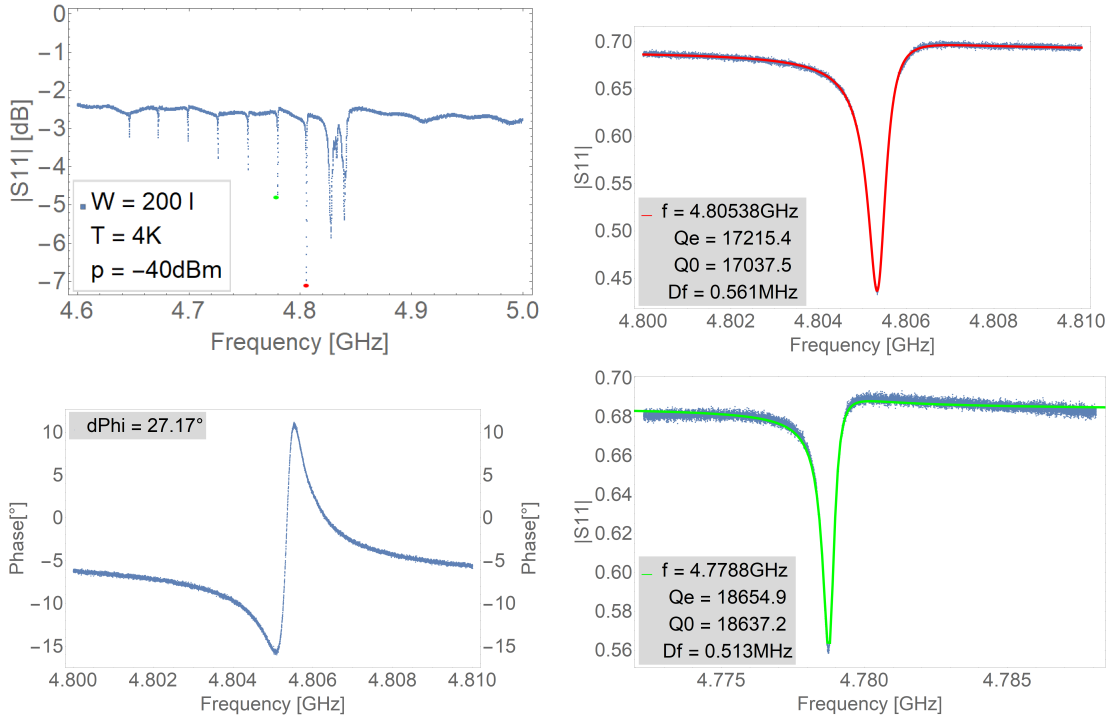 0
−1
−2
−3
−4
−5
−6
−7
|S11| [dB]
W = 200 l
T = 4K
p = −40dBm
4.6
4.7
4.8
4.9
5.0
Frequency [GHz]
0.70
0.65
0.60
0.55
0.50
0.45
|S11|
f = 4.80538GHz
Qe = 17215.4
Q0 = 17037.5
Df = 0.561MHz
4.800
4.802
4.804
4.806
4.808
4.810
Frequency [GHz]
dPhi = 27.17°
10
5
0
−5
−10
−15
Phase[°]
10
5
0
−5
−10
−15
Phase[°]
4.800
4.802
4.804
4.806
4.808
4.810
Frequency [GHz]
0.70
0.68
0.66
0.64
0.62
0.60
0.58
0.56
|S11|
f = 4.7788GHz
Qe = 18654.9
Q0 = 18637.2
Df = 0.513MHz
4.775
4.780
4.785
Frequency [GHz]